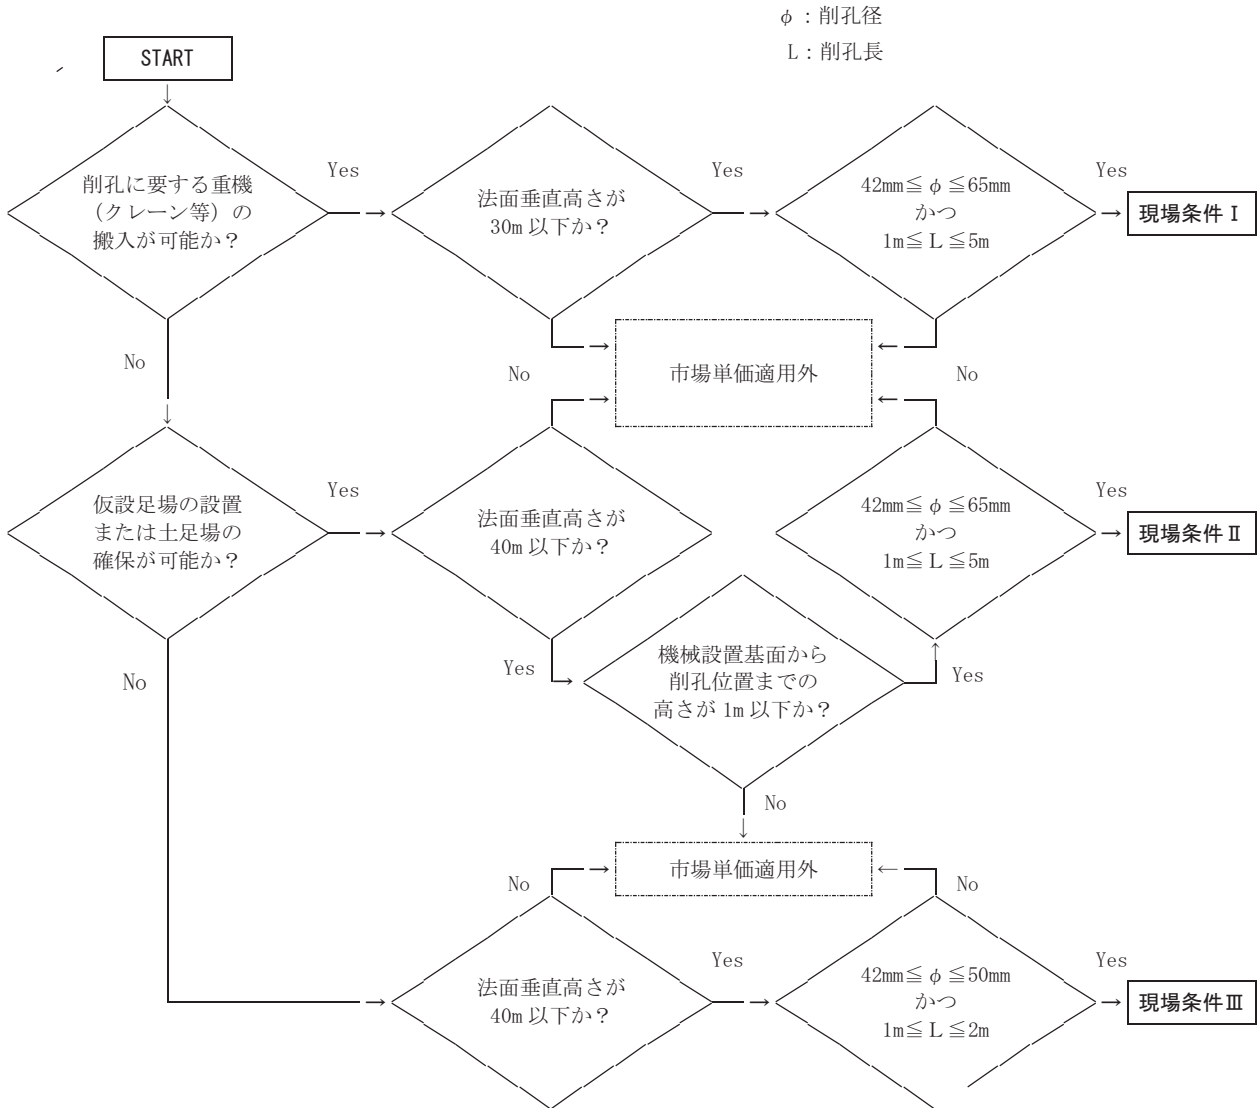 φ：削孔径
L：削孔長
START
削孔に要する重機
（クレーン等）の
搬入が可能か？
Yes
法面垂直高さが
30m 以下か？
Yes
42mm≦φ≦65mm
かつ
1m≦L≦5m
Yes
現場条件Ⅰ
No
No
市場単価適用外
No
仮設足場の設置
または土足場の
確保が可能か？
Yes
法面垂直高さが
40m 以下か？
42mm≦φ≦65mm
かつ
1m≦L≦5m
Yes
現場条件Ⅱ
No
Yes
機械設置基面から
削孔位置までの
高さが 1m 以下か？
Yes
No
No
市場単価適用外
No
法面垂直高さが
40m 以下か？
Yes
42mm≦φ≦50mm
かつ
1m≦L≦2m
Yes
現場条件Ⅲ